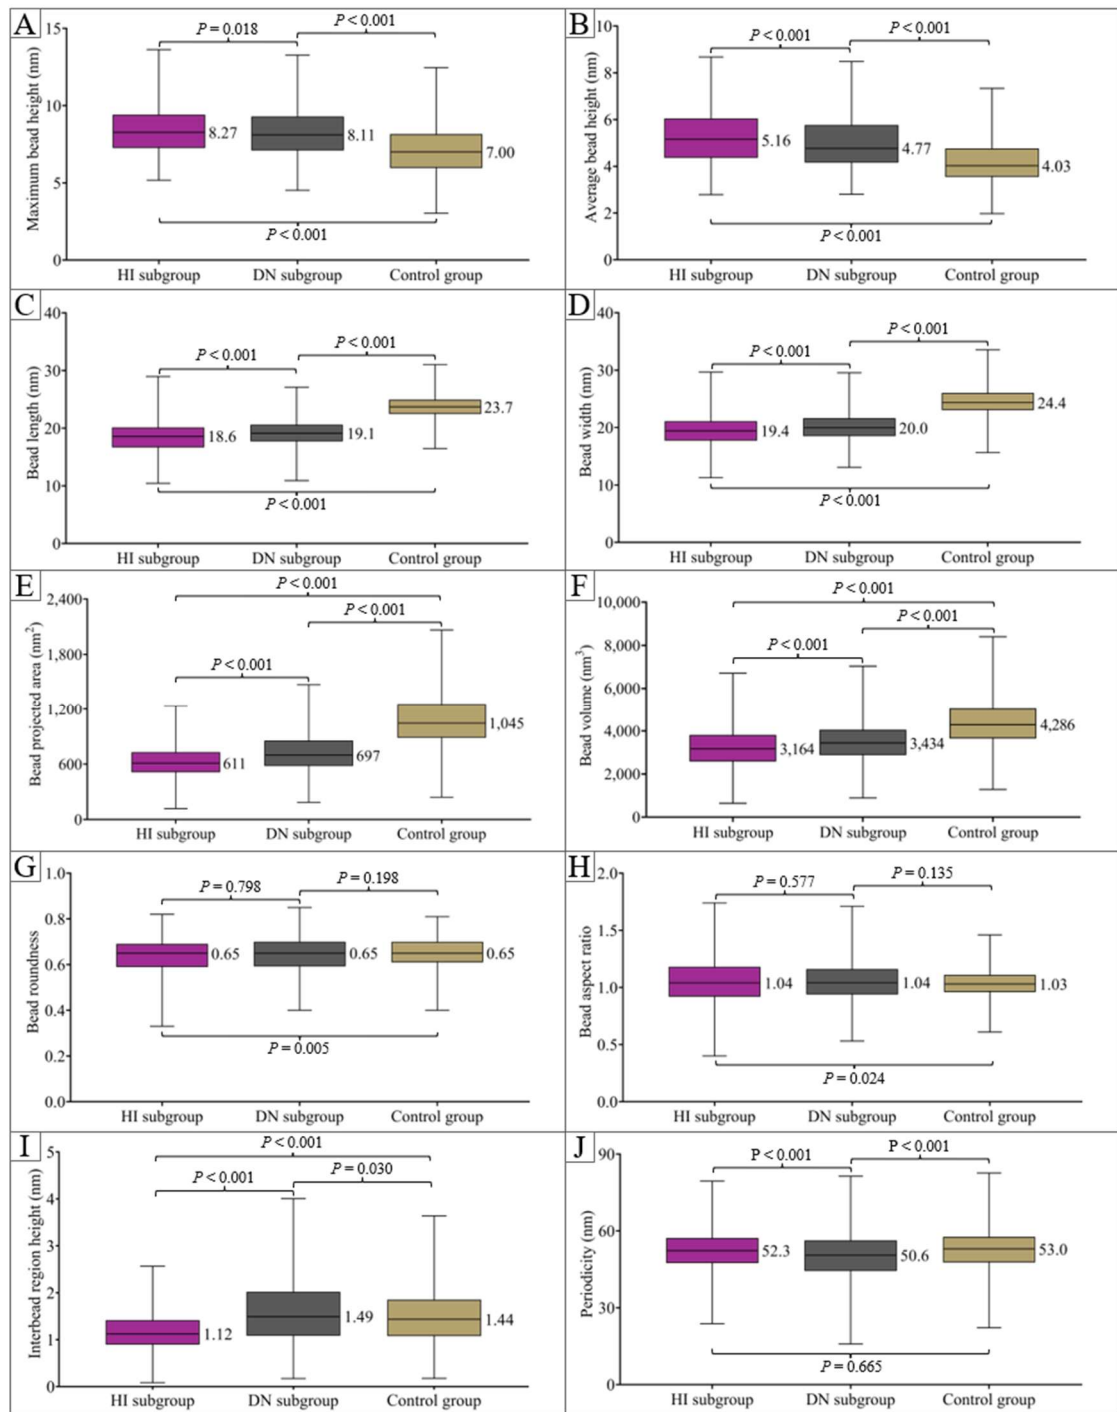 A
Maximum bead height (nm)
15
10
5
0
P = 0.018
P < 0.001
8.27
8.11
7.00
P < 0.001
HI subgroup
DN subgroup
Control group
B
Average bead height (nm)
10
8
6
4
2
0
P < 0.001
P < 0.001
5.16
4.77
4.03
P < 0.001
HI subgroup
DN subgroup
Control group
C
Bead length (nm)
40
30
20
10
0
P < 0.001
P < 0.001
18.6
19.1
23.7
P < 0.001
HI subgroup
DN subgroup
Control group
D
Bead width (nm)
40
30
20
10
0
P < 0.001
P < 0.001
19.4
20.0
24.4
P < 0.001
HI subgroup
DN subgroup
Control group
E
Bead projected area (nm²)
2,400
1,800
1,200
600
0
P < 0.001
P < 0.001
P < 0.001
611
697
1,045
HI subgroup
DN subgroup
Control group
F
Bead volume (nm³)
10,000
8,000
6,000
4,000
2,000
0
P < 0.001
P < 0.001
P < 0.001
3,164
3,434
4,286
HI subgroup
DN subgroup
Control group
G
Bead roundness
1.0
0.8
0.6
0.4
0.2
0.0
P = 0.798
P = 0.198
0.65
0.65
0.65
P = 0.005
HI subgroup
DN subgroup
Control group
H
Bead aspect ratio
2.0
1.5
1.0
0.5
0.0
P = 0.577
P = 0.135
1.04
1.04
1.03
P = 0.024
HI subgroup
DN subgroup
Control group
I
Interbead region height (nm)
5
4
3
2
1
0
P < 0.001
P < 0.001
P = 0.030
1.12
1.49
1.44
HI subgroup
DN subgroup
Control group
J
Periodicity (nm)
90
60
30
0
P < 0.001
P < 0.001
52.3
50.6
53.0
P = 0.665
HI subgroup
DN subgroup
Control group